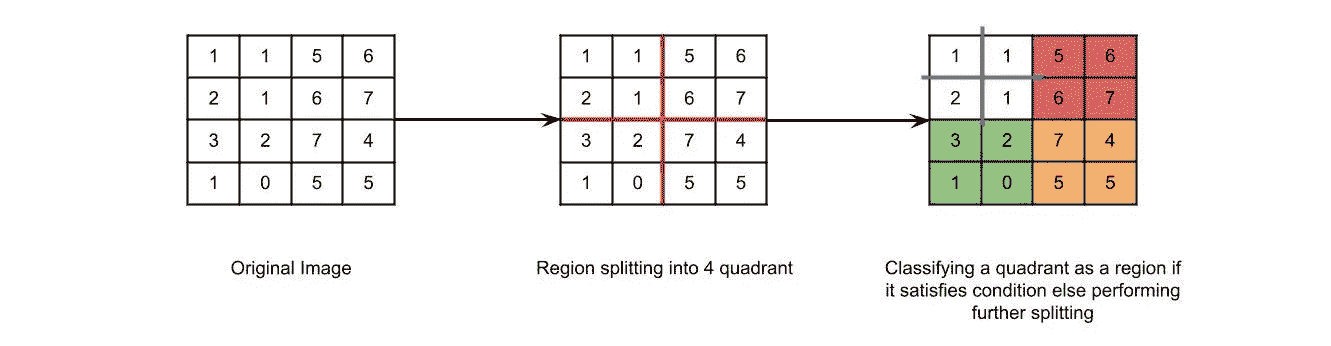 1 1 5 6
2 1 6 7
3 2 7 4
1 0 5 5
Original Image
1 1 5 6
2 1 6 7
3 2 7 4
1 0 5 5
Region splitting into 4 quadrant
1 1 5 6
2 1 6 7
3 2 7 4
1 0 5 5
Classifying a quadrant as a region if
it satisfies condition else performing
further splitting